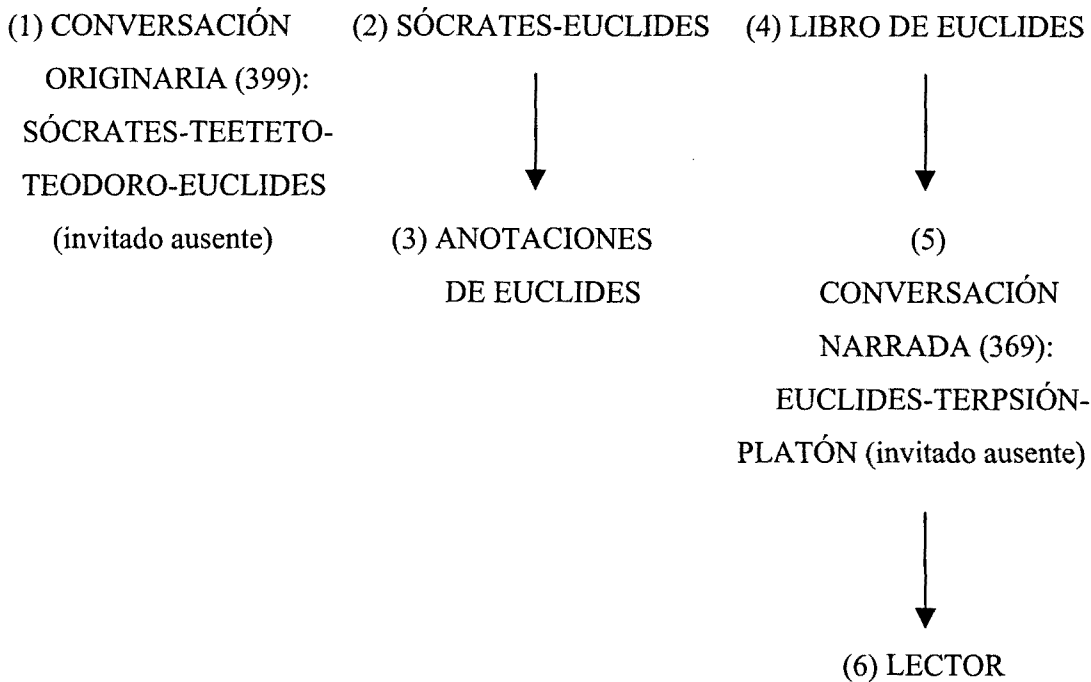 (1) CONVERSACIÓN
ORIGINARIA (399):
SÓCRATES-TEETETO-
TEODORO-EUCLIDES
(invitado ausente)
(2) SÓCRATES-EUCLIDES
(3) ANOTACIONES
DE EUCLIDES
(4) LIBRO DE EUCLIDES
(5)
CONVERSACIÓN
NARRADA (369):
EUCLIDES-TERPSIÓN-
PLATÓN (invitado ausente)
(6) LECTOR